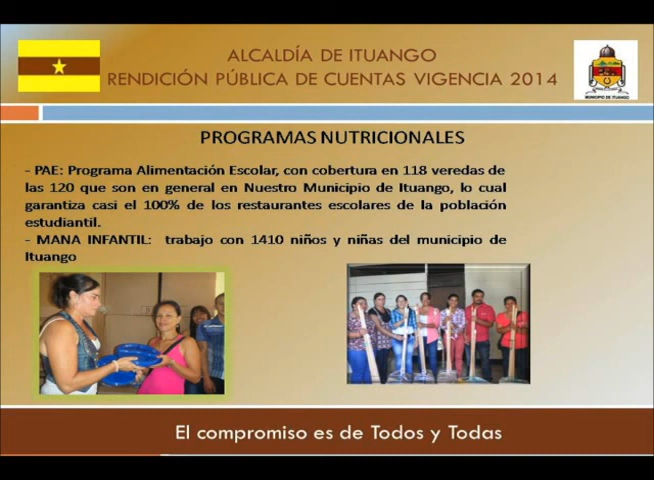 ALCALDÍA DE ITUANGO
RENDICIÓN PÚBLICA DE CUENTAS VIGENCIA 2014
MUNICIPIO DE ITUANGO
PROGRAMAS NUTRICIONALES
- PAE: Programa Alimentación Escolar, con cobertura en 118 veredas de
las 120 que son en general en Nuestro Municipio de Ituango, lo cual
garantiza casi el 100% de los restaurantes escolares de la población
estudiantil.
- MANA INFANTIL: trabajo con 1410 niños y niñas del municipio de
Ituango
El compromiso es de Todos y Todas